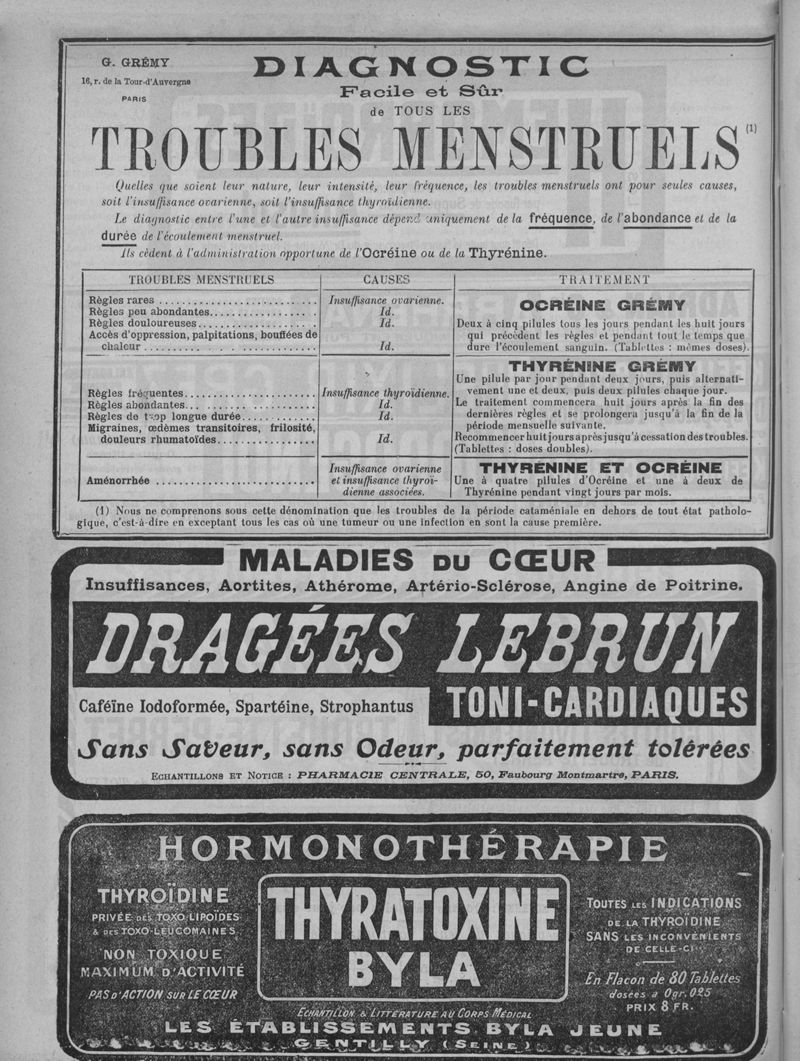 G. GRÉMY
16, r. de la Tour-d'Auvergne
PARIS
DIAGNOSTIC
Facile et Sûr
de TOUS LES
TROUBLES MENSTRUELS (1)
Quelles que soient leur nature, leur intensité, leur fréquence, les troubles menstruels ont pour seules causes,
soit l'insuffisance ovarienne, soit l'insuffisance thyroïdienne.
Le diagnostic entre l'une et l'autre insuffisance dépend uniquement de la fréquence, de l'abondance et de la
durée de l'écoulement menstruel.
Ils cèdent à l'administration opportune de l'Ocréine ou de la Thyrénine.
TROUBLES MENSTRUELS CAUSES TRAITEMENT
Règles rares Insuffisance ovarienne.
Règles peu abondantes Id.
Règles douloureuses Id.
Accès d'oppression, palpitations, bouffées de
chaleur Id.
OCRÉINE GRÉMY
Deux à cinq pilules tous les jours pendant les huit jours
qui précèdent les règles et pendant tout le temps que
dure l'écoulement sanguin. (Tablettes : mêmes doses).
Règles fréquentes Insuffisance thyroïdienne.
Règles abondantes Id.
Règles de trop longue durée Id.
Migraines, œdèmes transitoires, frilosité,
douleurs rhumatoïdes Id.
THYRÉNINE GRÉMY
Une pilule par jour pendant deux jours, puis alternati-
vement une et deux, puis deux pilules chaque jour.
Le traitement commencera huit jours après la fin des
dernières règles et se prolongera jusqu'à la fin de la
période mensuelle suivante.
Recommencer huit jours après jusqu'à cessation des troubles.
(Tablettes : doses doubles).
Aménorrhée
Insuffisance ovarienne
et insuffisance thyroï-
dienne associées.
THYRÉNINE ET OCRÉINE
Une à quatre pilules d'Ocréine et une à deux de
Thyrénine pendant vingt jours par mois.
(1) Nous ne comprenons sous cette dénomination que les troubles de la période cataméniale en dehors de tout état patholo-
gique, c'est-à-dire en exceptant tous les cas où une tumeur ou une infection en sont la cause première.
MALADIES DU CŒUR
Insuffisances, Aortites, Athérome, Artério-Sclérose, Angine de Poitrine.
DRAGÉES LEBRUN
Caféïne Iodoformée, Spartéine, Strophantus
TONI-CARDIAQUES
Sans Saveur, sans Odeur, parfaitement tolérées
ECHANTILLONS ET NOTICE : PHARMACIE CENTRALE, 50, Faubourg Montmartre, PARIS.
HORMONOTHÉRAPIE
THYROÏDINE
PRIVÉE DES TOXO-LIPOÏDES
& DES TOXO-LEUCOMAINES
NON TOXIQUE
MAXIMUM D'ACTIVITÉ
PAS D'ACTION SUR LE CŒUR
THYRATOXINE
BYLA
TOUTES LES INDICATIONS
DE LA THYROÏDINE
SANS LES INCONVÉNIENTS
DE CELLE-CI
En Flacon de 80 Tablettes
dosées à 0gr. 025
PRIX 8 FR.
ÉCHANTILLON & LITTÉRATURE AU CORPS MÉDICAL
LES ÉTABLISSEMENTS BYLA JEUNE
GENTILLY (SEINE)